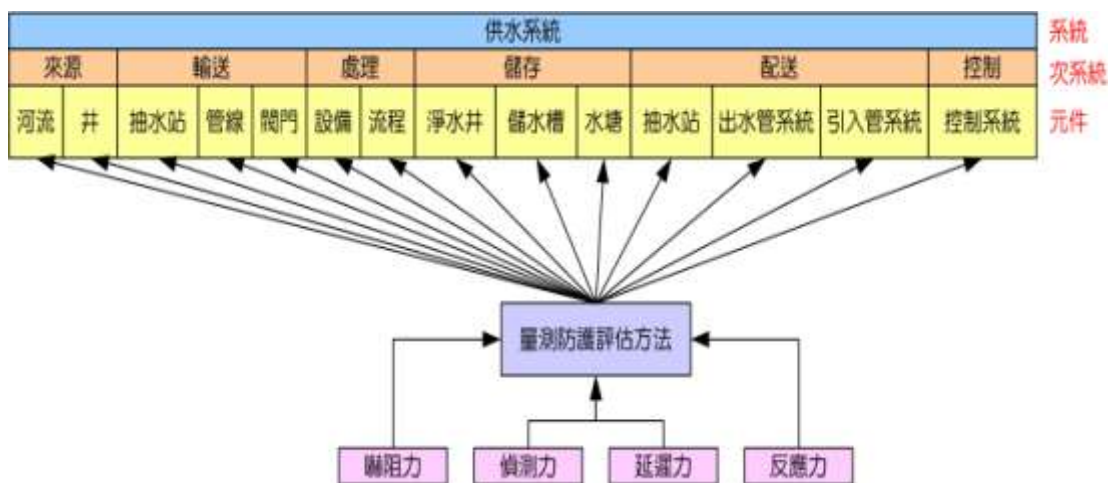 供水系統 系統
來源 輸送 處理 儲存 配送 控制 次系統
河流 井 抽水站 管線 閥門 設備 流程 淨水井 儲水槽 水塘 抽水站 出水管系統 引入管系統 控制系統 元件
量測防護評估方法
嚇阻力 偵測力 延遲力 反應力